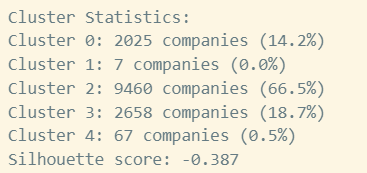 Cluster Statistics:
Cluster 0: 2025 companies (14.2%)
Cluster 1: 7 companies (0.0%)
Cluster 2: 9460 companies (66.5%)
Cluster 3: 2658 companies (18.7%)
Cluster 4: 67 companies (0.5%)
Silhouette score: -0.387